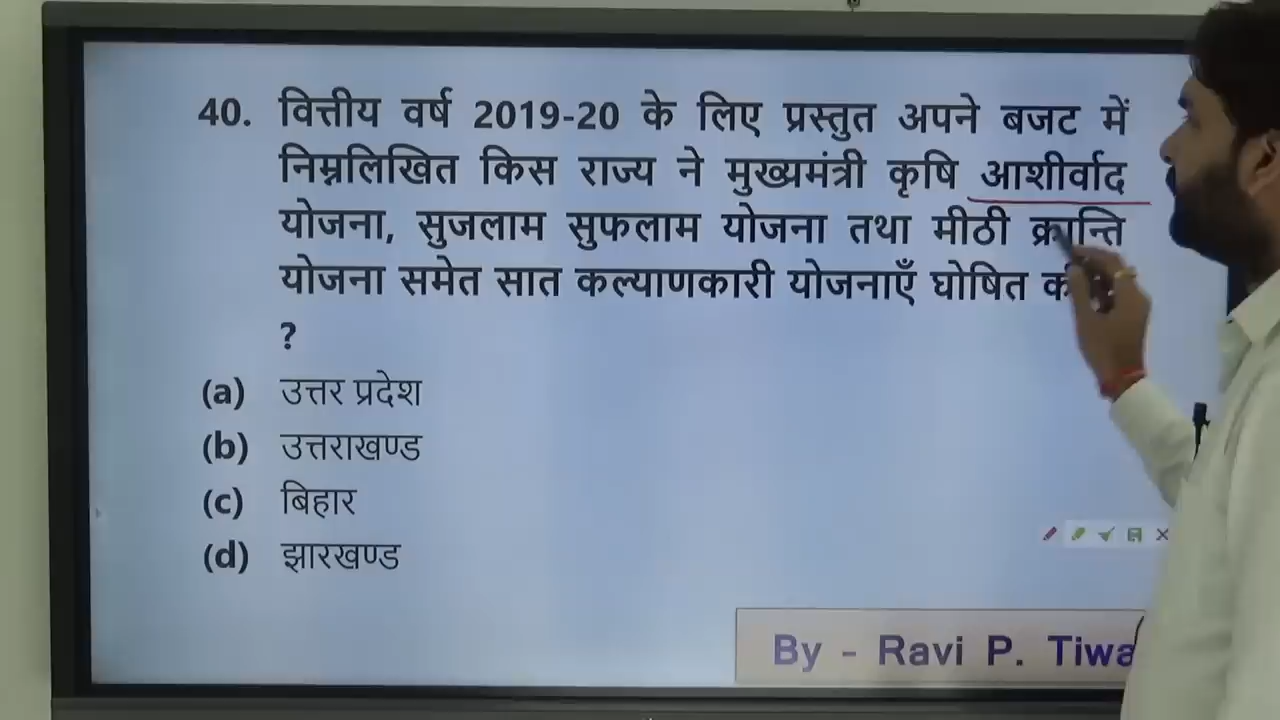 40. वित्तीय वर्ष 2019-20 के लिए प्रस्तुत अपने बजट में
निम्नलिखित किस राज्य ने मुख्यमंत्री कृषि आशीर्वाद
योजना, सुजलाम सुफलाम योजना तथा मीठी क्रान्ति
योजना समेत सात कल्याणकारी योजनाएँ घोषित
?
(a) उत्तर प्रदेश
(b) उत्तराखण्ड
(c) बिहार
(d) झारखण्ड
By - Ravi P.